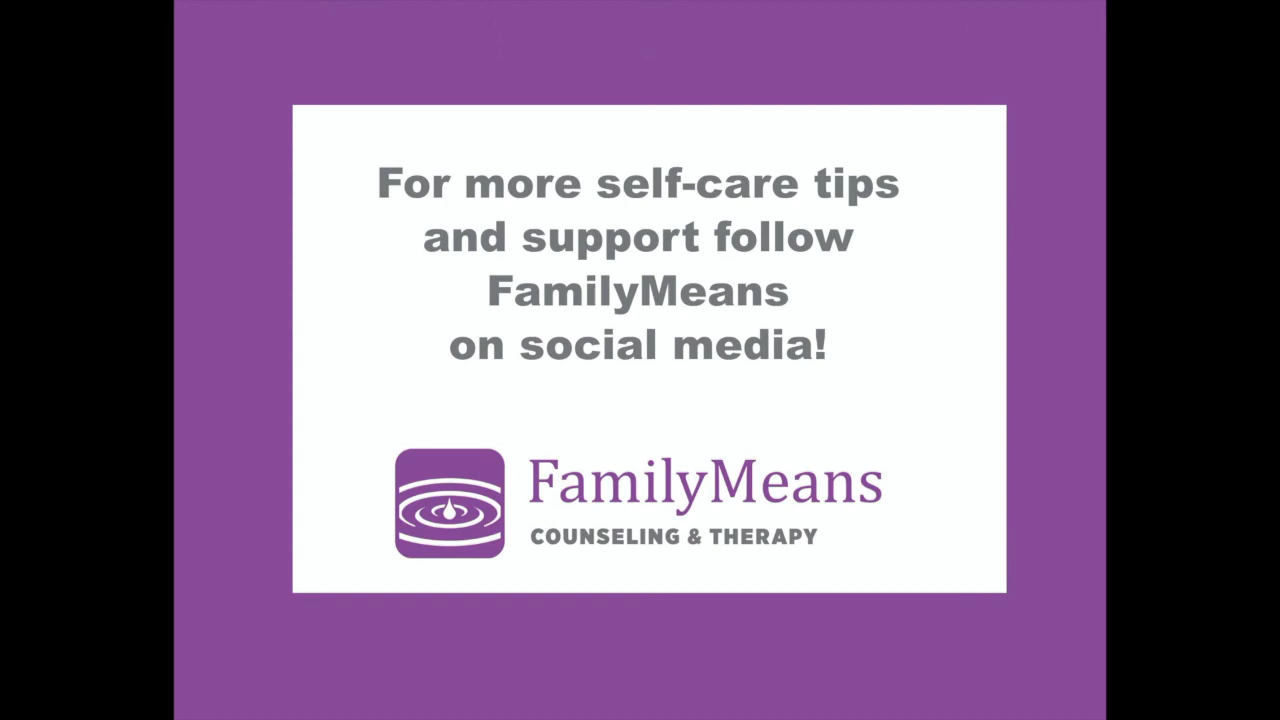 For more self-care tips
and support follow
FamilyMeans
on social media!
FamilyMeans
COUNSELING & THERAPY